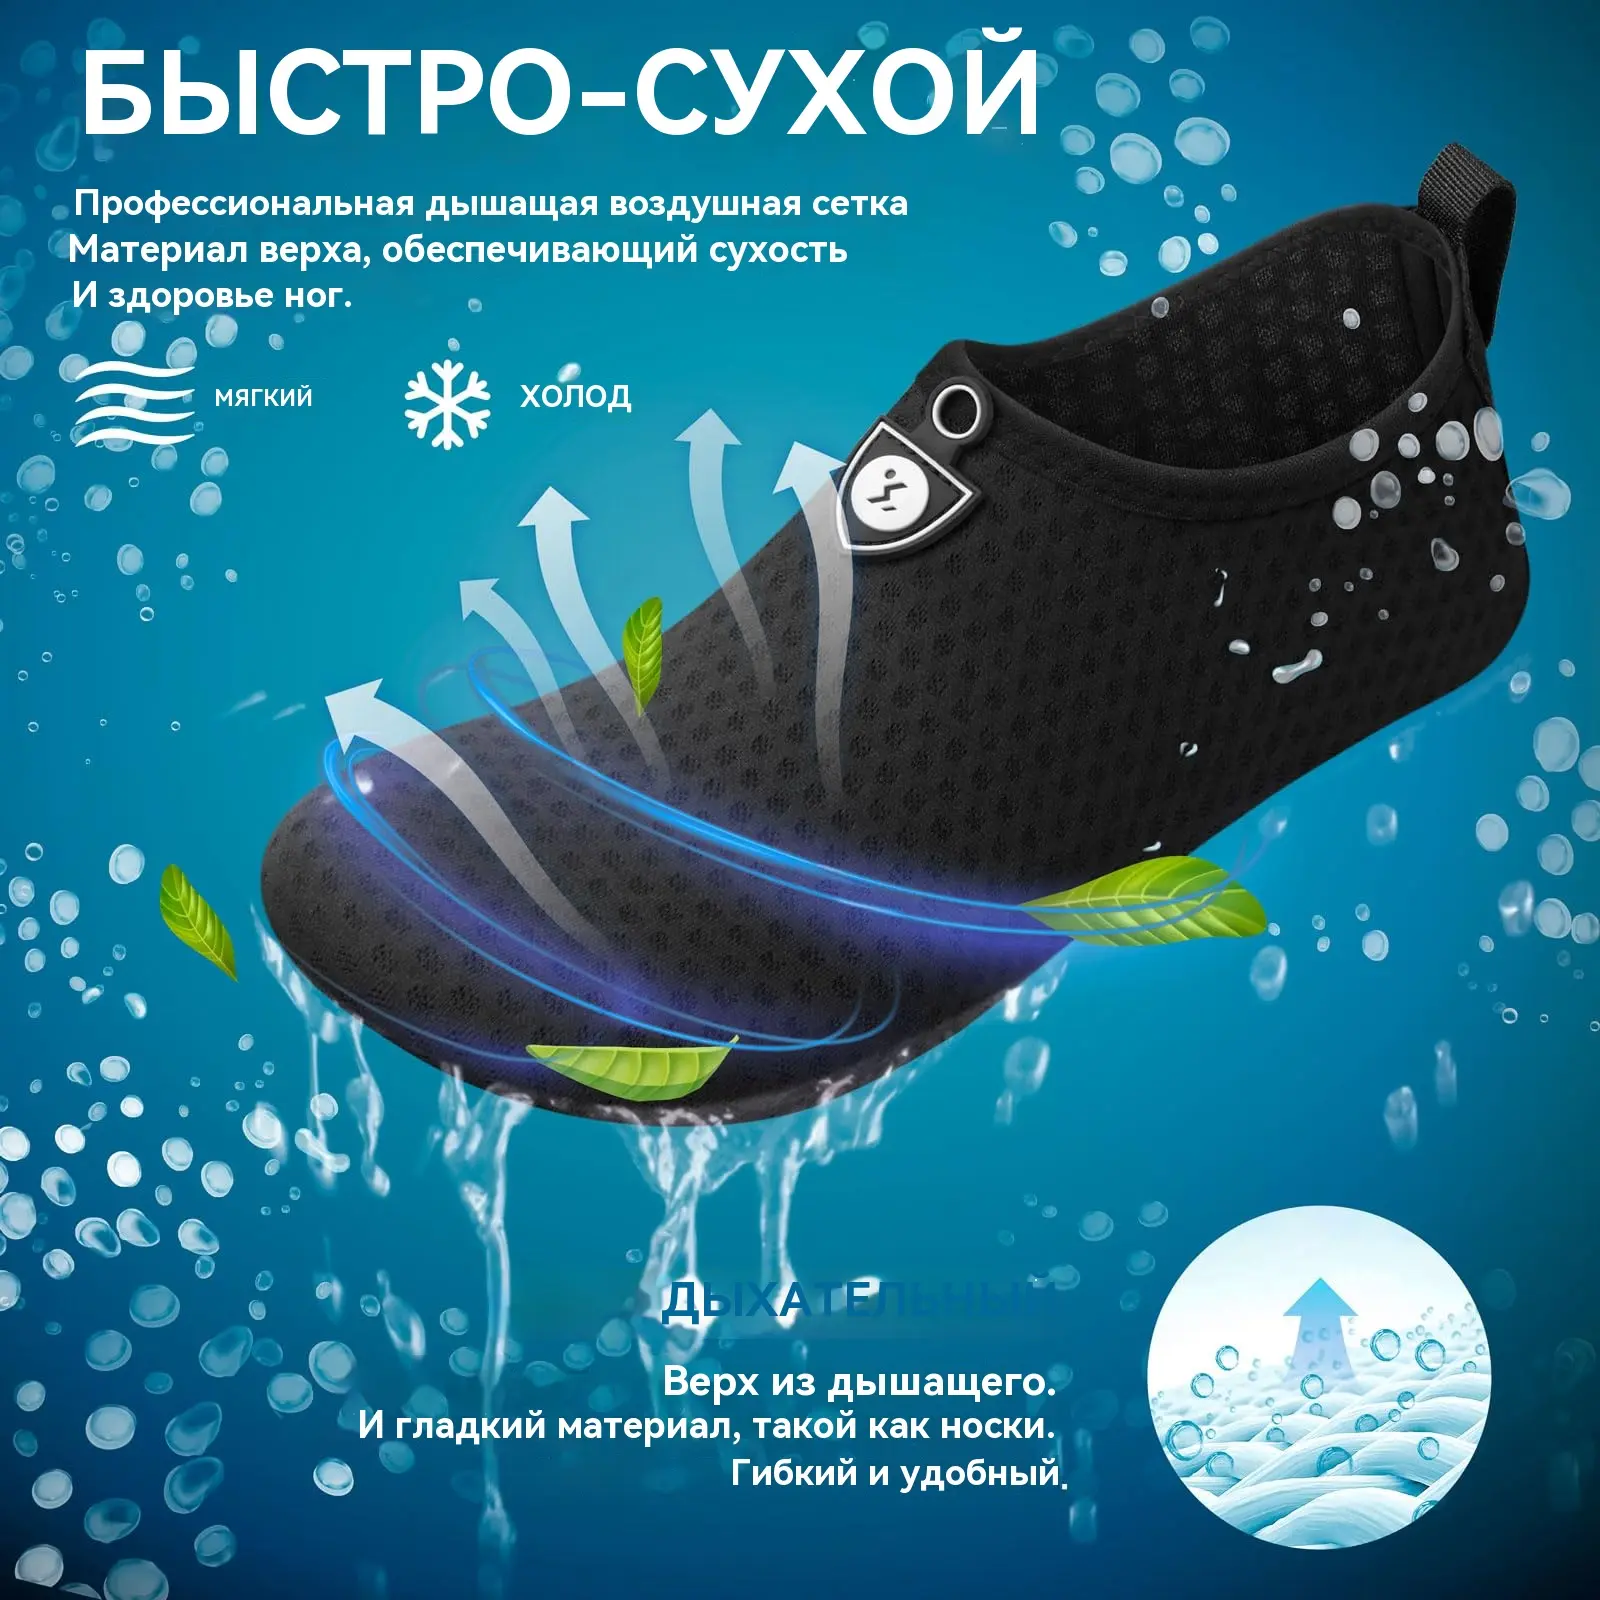 БЫСТРО-СУХОЙ
Профессиональная дышащая воздушная сетка
Материал верха, обеспечивающий сухость
И здоровье ног.
мягкий
ХОЛОД
ДЫХАТЕЛЬНЫЙ
Верх из дышащего.
И гладкий материал, такой как носки.
Гибкий и удобный.